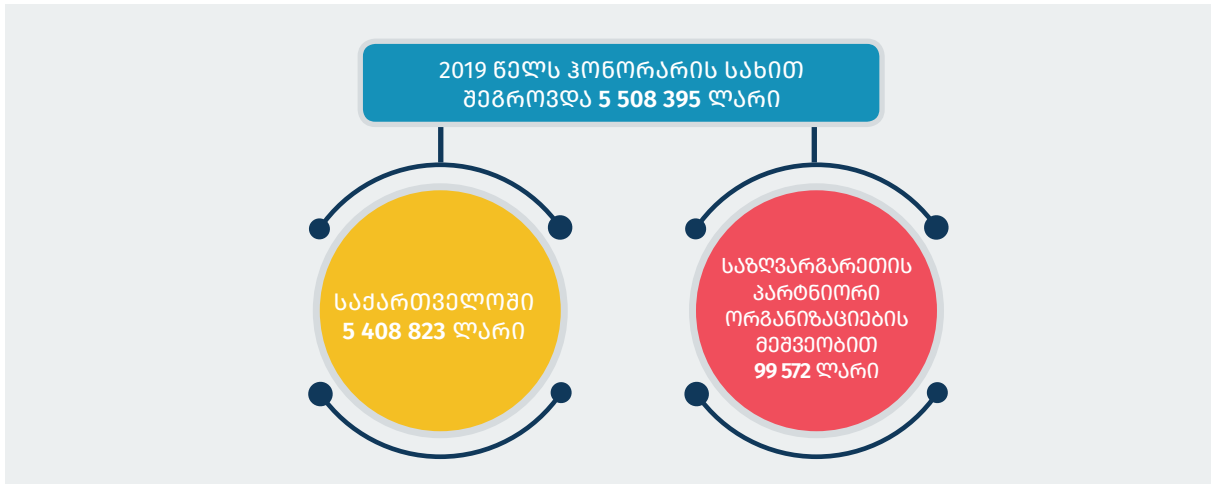 2019 წელს ჰონორარის სახით
შეგროვდა 5 508 395 ლარი
საქართველოში
5 408 823 ლარი
საზღვარგარეთის
პარტნიორი
ორგანიზაციების
მეშვეობით
99 572 ლარი